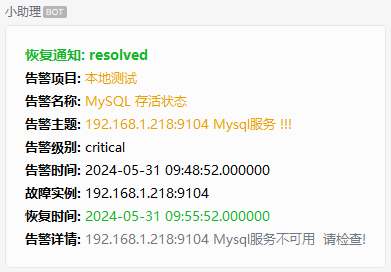 小助理 BOT
恢复通知: resolved
告警项目: 本地测试
告警名称: MySQL 存活状态
告警主题: 192.168.1.218:9104 Mysql服务 !!!
告警级别: critical
告警时间: 2024-05-31 09:48:52.000000
故障实例: 192.168.1.218:9104
恢复时间: 2024-05-31 09:55:52.000000
告警详情: 192.168.1.218:9104 Mysql服务不可用  请检查!